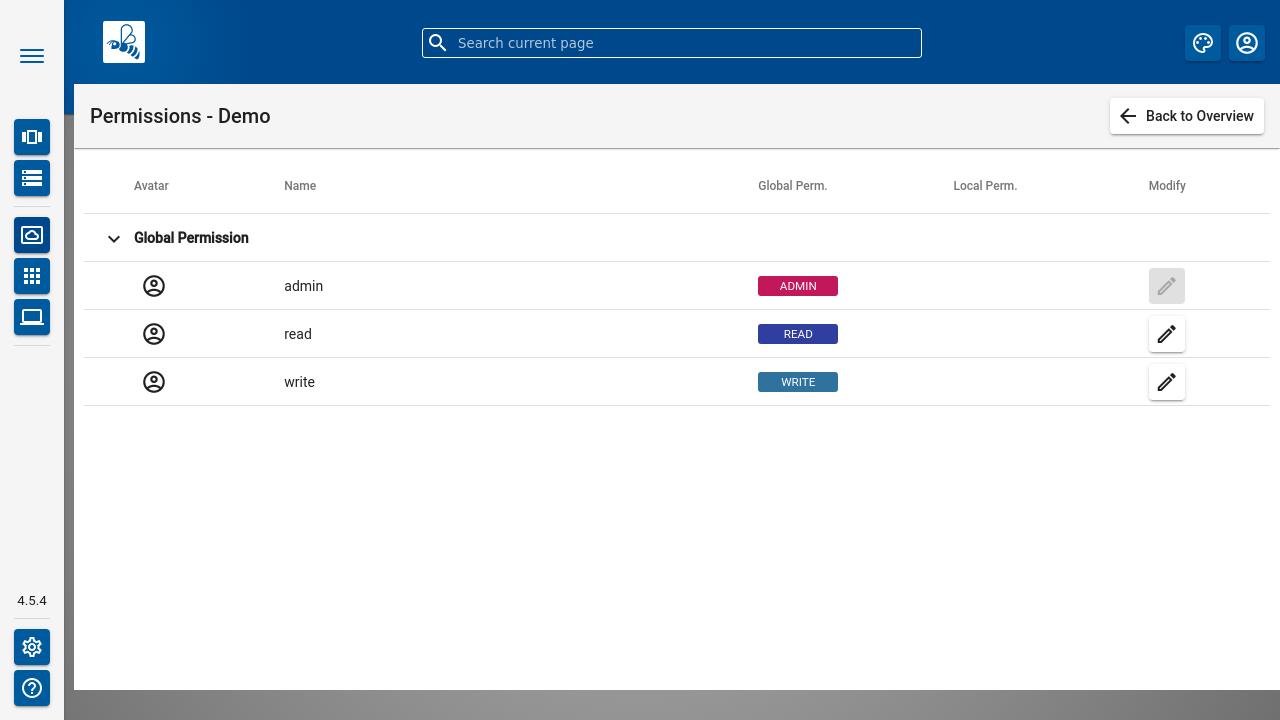 Search current page
Permissions - Demo
Back to Overview
Avatar Name Global Perm. Local Perm. Modify
Global Permission
admin ADMIN
read READ
write WRITE
4.5.4